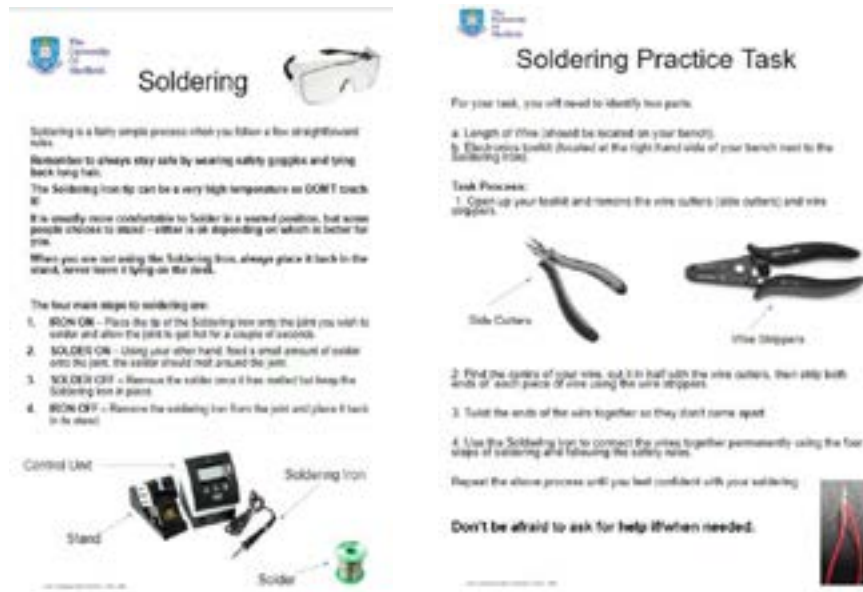 The
University
Of
Sheffield.
Soldering
Soldering is a fairly simple process when you follow a few straightforward
rules.
Remember to always stay safe by wearing safety goggles and tying
back long hair.
The Soldering Iron tip can be a very high temperature so DON'T touch
it!
It is usually more comfortable to Solder in a seated position, but some
people choose to stand – either is ok depending on which is better for
you.
When you are not using the Soldering Iron, always place it back in the
stand, never leave it lying on the desk.
The four main steps to soldering are:
1. IRON ON – Place the tip of the Soldering Iron onto the joint you wish to
solder and allow the joint to get hot for a couple of seconds.
2. SOLDER ON – Using your other hand, feed a small amount of solder
onto the joint, the solder should melt around the joint.
3. SOLDER OFF – Remove the solder once it has melted but keep the
Soldering Iron in place.
4. IRON OFF – Remove the soldering iron from the joint and place it back
in its stand.
Control Unit
Soldering Iron
Stand
Solder
The
University
Of
Sheffield.
Soldering Practice Task
For your task, you will need to identify two parts:
a. Length of Wire (should be located on your bench).
b. Electronics toolkit (located at the right hand side of your bench next to the
Soldering Iron).
Task Process:
1. Open up your toolkit and remove the wire cutters (side cutters) and wire
strippers.
Side Cutters
Wire Strippers
2. Find the centre of your wire, cut it in half with the wire cutters, then strip both
ends of each piece of wire using the wire strippers.
3. Twist the ends of the wire together so they don't come apart
4. Use the Soldering Iron to connect the wires together permanently using the four
steps of soldering and following the safety rules.
Repeat the above process until you feel confident with your soldering
Don't be afraid to ask for help if/when needed.